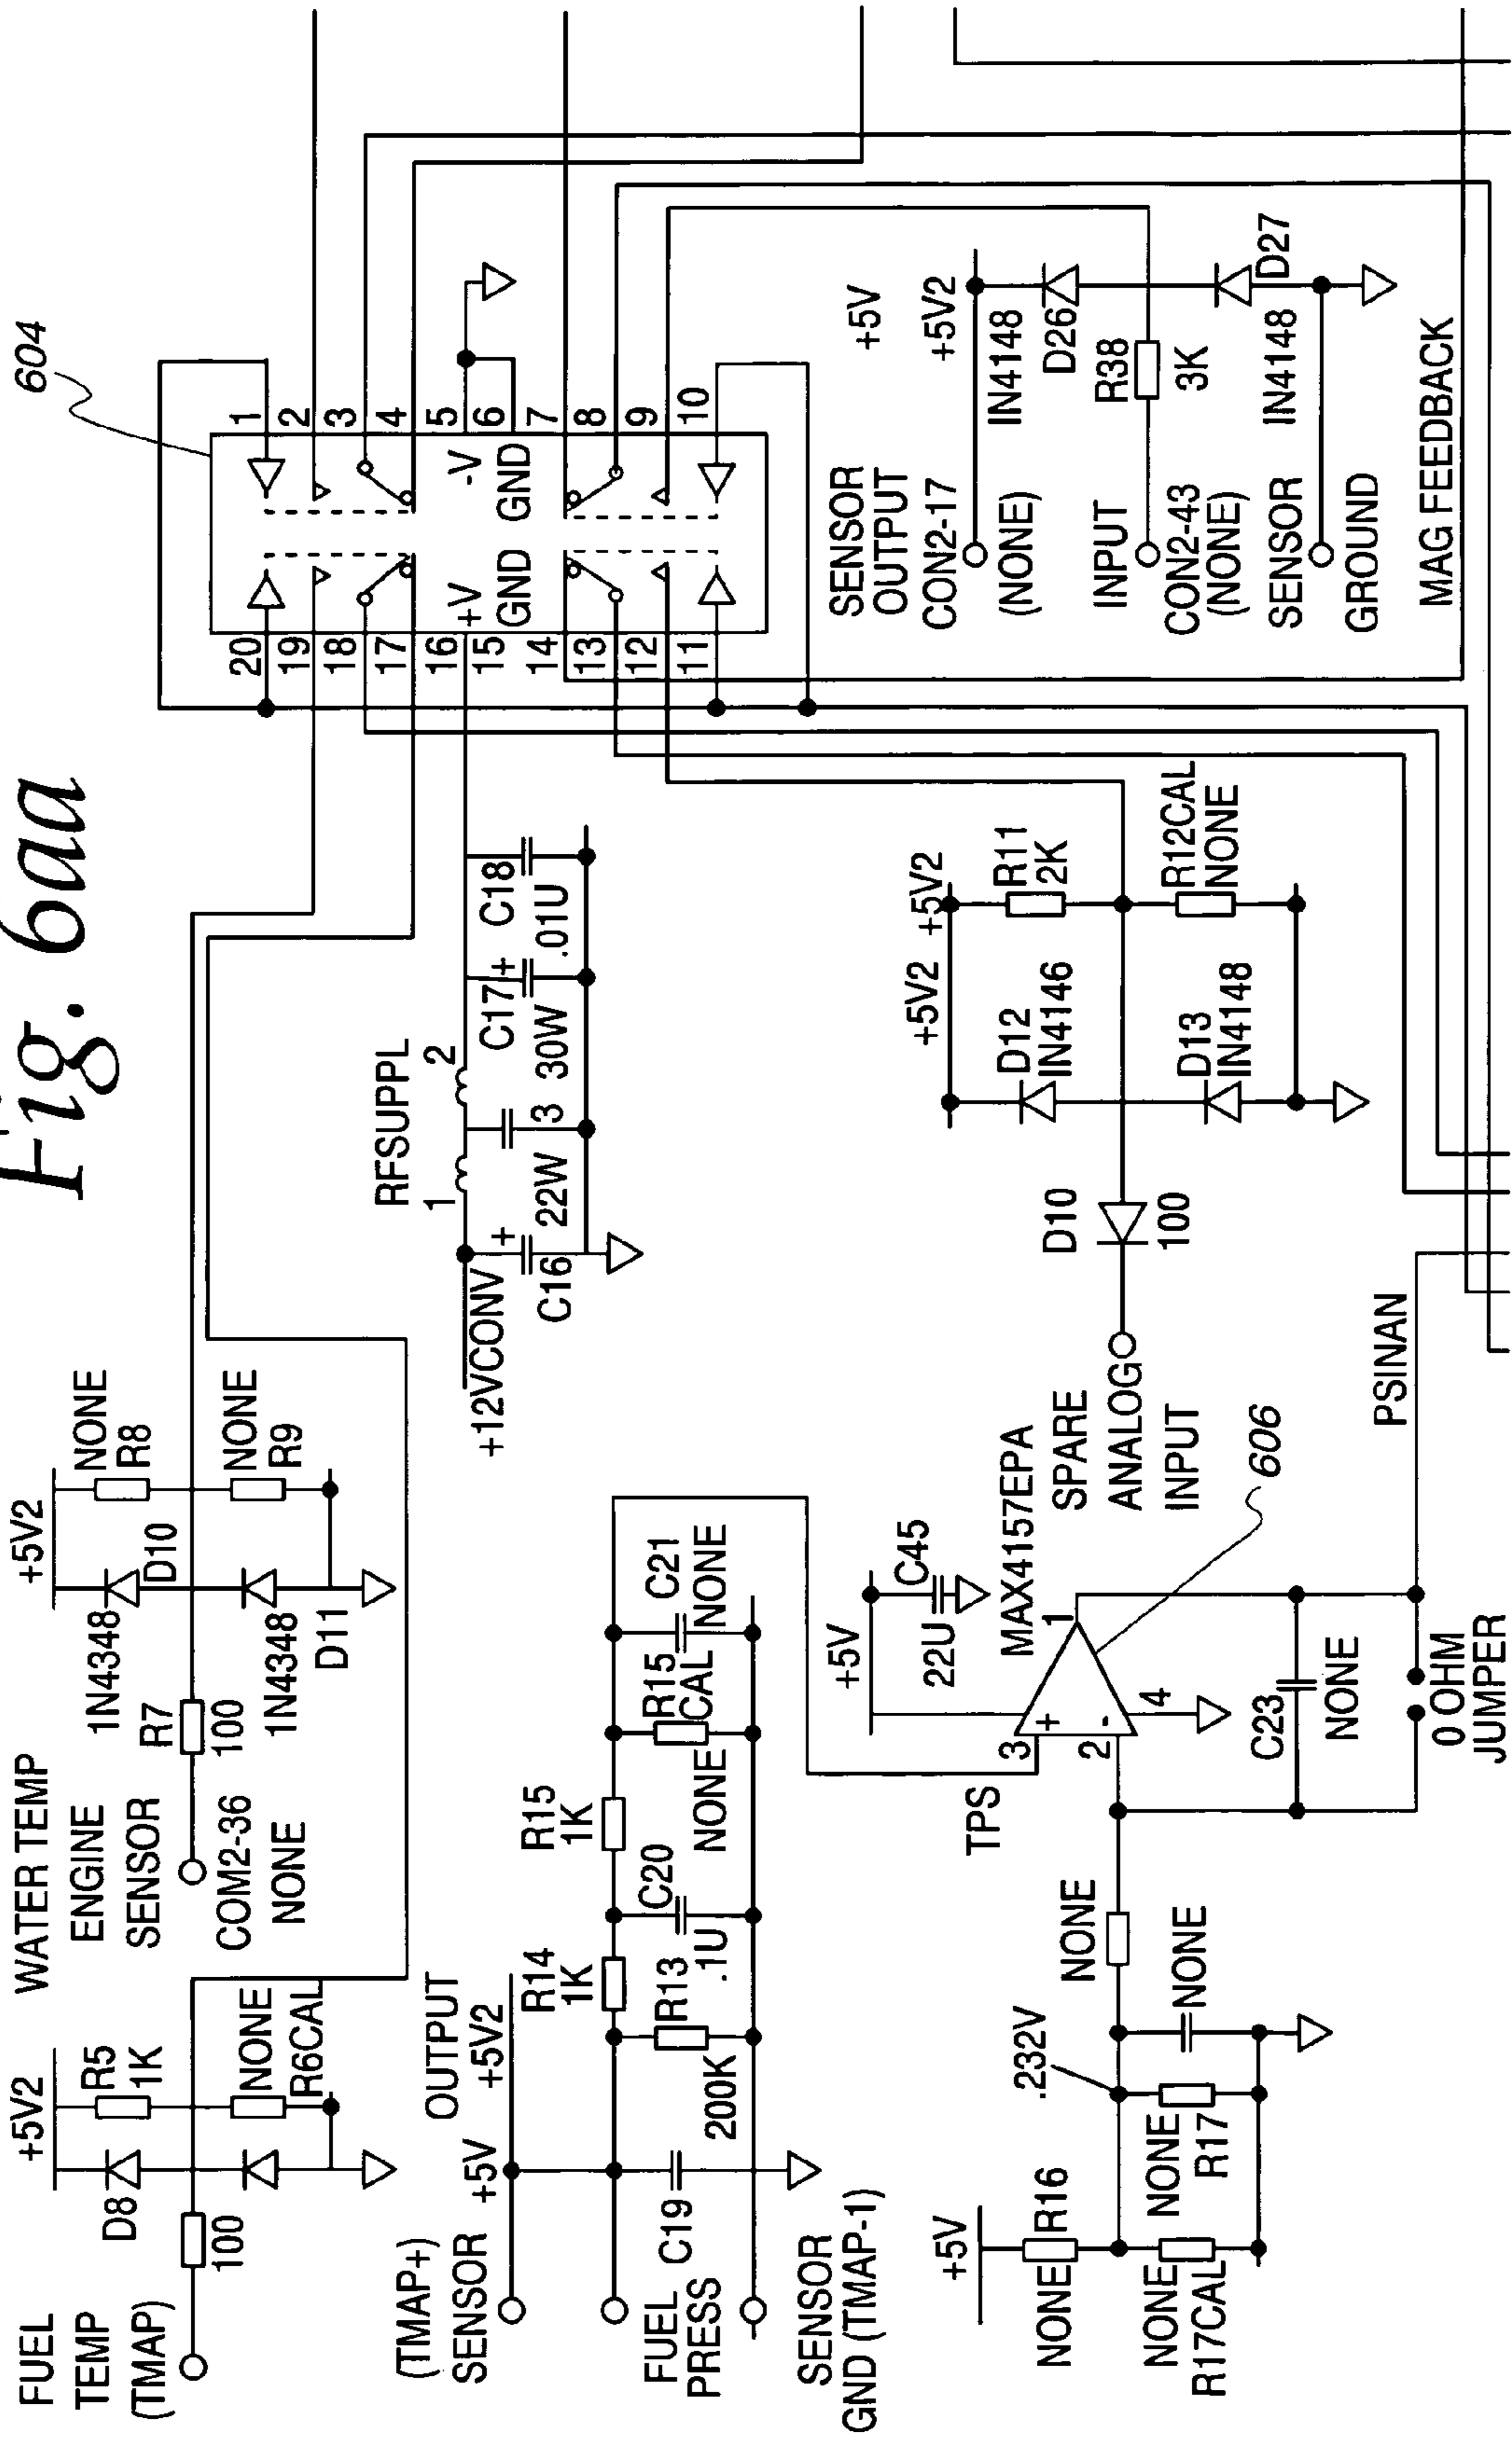 Fig. 6aa
604
FUEL
TEMP
(TMAP)
100
D8
+5V2
R5
1K
NONE
R6CAL
WATER TEMP
ENGINE
SENSOR
COM2-36
NONE
R7
100
1N4348
1N4348
D11
+5V2
D10
NONE
R8
NONE
R9
RFSUPPL
1
2
3
+12VCONV
C16
+
22W
C17
+
30W
C18
.01U
20
19
18
17
16
15
14
13
12
11
1
2
3
4
5
6
7
8
9
10
+V
GND
-V
GND
(TMAP+)
SENSOR
+5V
OUTPUT
+5V2
FUEL
PRESS
C19
200K
R13
R14
1K
C20
.1U
R15
1K
NONE
R15
CAL
C21
NONE
SENSOR
GND (TMAP-1)
TPS
3
2
+
-
1
4
+5V
C45
22U
MAX4157EPA
606
C23
NONE
0 OHM
JUMPER
PSINAN
+5V
NONE
R16
NONE
R17CAL
NONE
R17
.232V
NONE
NONE
SPARE
ANALOG
INPUT
D10
100
+5V2
+5V2
D12
IN4146
D13
IN4148
R11
2K
R12CAL
NONE
SENSOR
OUTPUT
CON2-17
(NONE)
+5V
+5V2
IN4148
D26
INPUT
CON2-43
(NONE)
R38
3K
SENSOR
GROUND
IN4148
D27
MAG FEEDBACK